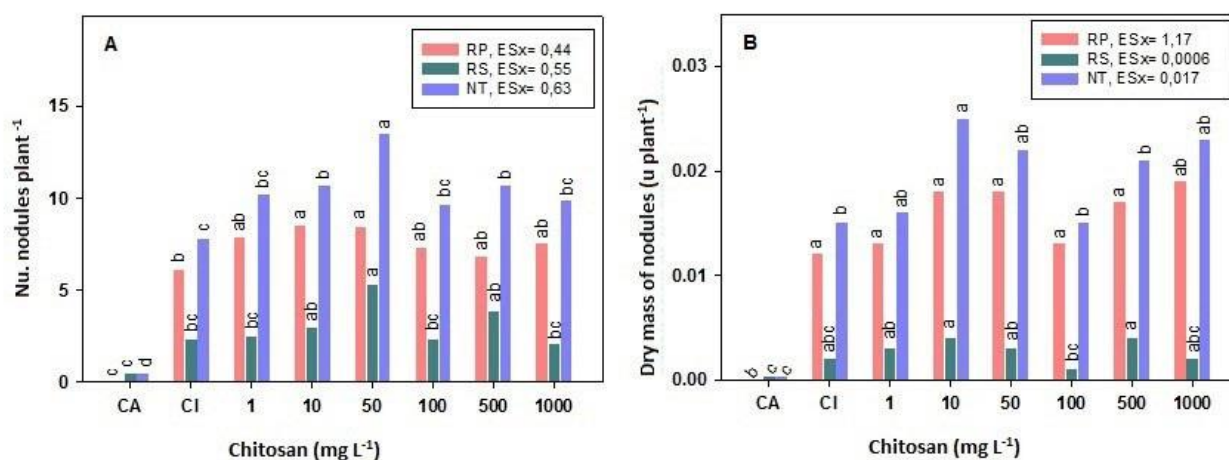 A
RP, ESx= 0,44
RS, ESx= 0,55
NT, ESx= 0,63
15
10
5
0
Nu. nodules plant⁻¹
c c d
b bc c
ab bc bc
a ab b
a a a
ab bc bc
ab ab b
ab bc bc
CA CI 1 10 50 100 500 1000
Chitosan (mg L⁻¹)
B
RP, ESx= 1,17
RS, ESx= 0,0006
NT, ESx= 0,017
0.03
0.02
0.01
0.00
Dry mass of nodules (u plant⁻¹)
b c c
a abc b
a ab ab
a a a
a ab ab
a bc b
a a b
ab abc ab
CA CI 1 10 50 100 500 1000
Chitosan (mg L⁻¹)